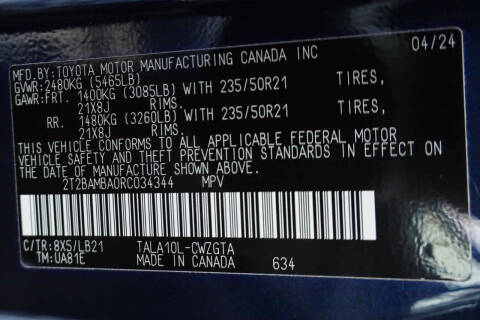 MFD.BY:TOYOTA MOTOR MANUFACTURING CANADA INC 04/24
GVWR:2480KG (5465LB)
GAWR:FRT. 1400KG (3085LB) WITH 235/50R21 TIRES,
21X8J RIMS.
RR. 1480KG (3260LB) WITH 235/50R21 TIRES,
21X8J RIMS.
THIS VEHICLE CONFORMS TO ALL APPLICABLE FEDERAL MOTOR
VEHICLE SAFETY AND THEFT PREVENTION STANDARDS IN EFFECT ON
THE DATE OF MANUFACTURE SHOWN ABOVE.
2T2BAMBA0RC034344 MPV
C/TR:8X5/LB21 TALA10L-CWZGTA
TM:UA81E MADE IN CANADA 634